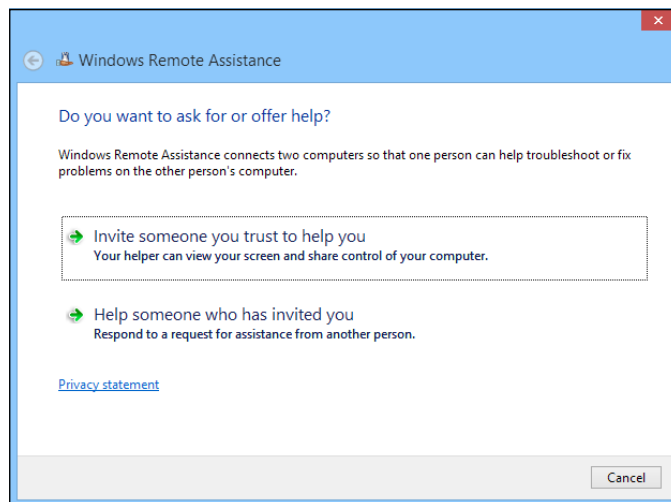 Windows Remote Assistance
Do you want to ask for or offer help?
Windows Remote Assistance connects two computers so that one person can help troubleshoot or fix
problems on the other person's computer.
Invite someone you trust to help you
Your helper can view your screen and share control of your computer.
Help someone who has invited you
Respond to a request for assistance from another person.
Privacy statement
Cancel